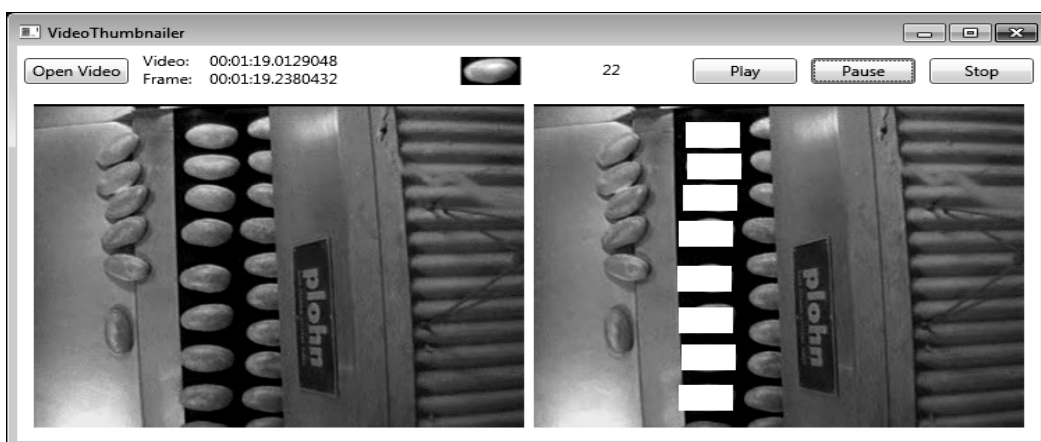 VideoThumbnailer
Open Video
Video: 00:01:19.0129048
Frame: 00:01:19.2380432
22
Play
Pause
Stop
plohn
plohn